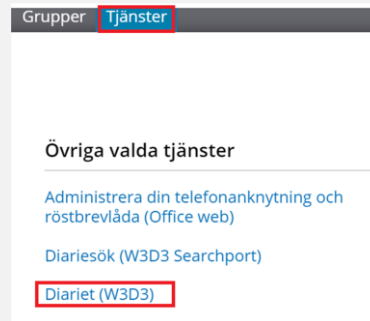 Grupper Tjänster
Övriga valda tjänster
Administrera din telefonanknytning och
röstbrevlåda (Office web)
Diariesök (W3D3 Searchport)
Diariet (W3D3)